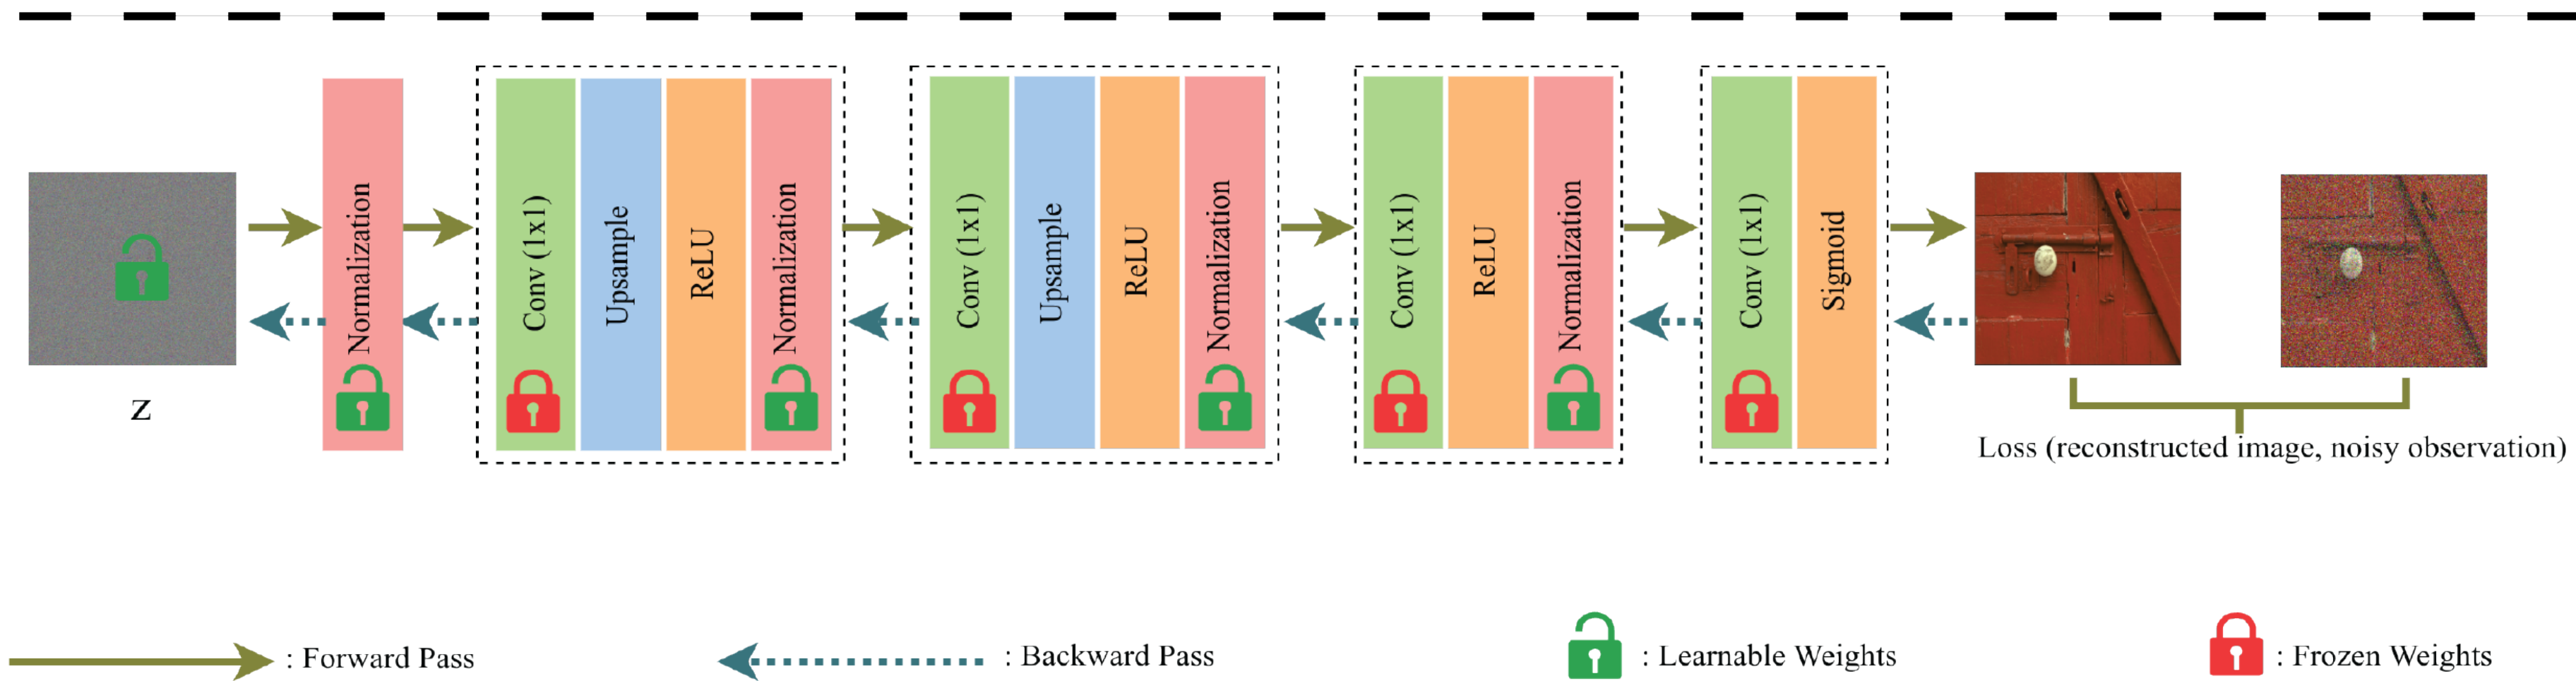 Normalization
Conv (1x1)
Upsample
ReLU
Normalization
Conv (1x1)
Upsample
ReLU
Normalization
Conv (1x1)
ReLU
Normalization
Conv (1x1)
Sigmoid
z
Loss (reconstructed image, noisy observation)
: Forward Pass
: Backward Pass
: Learnable Weights
: Frozen Weights